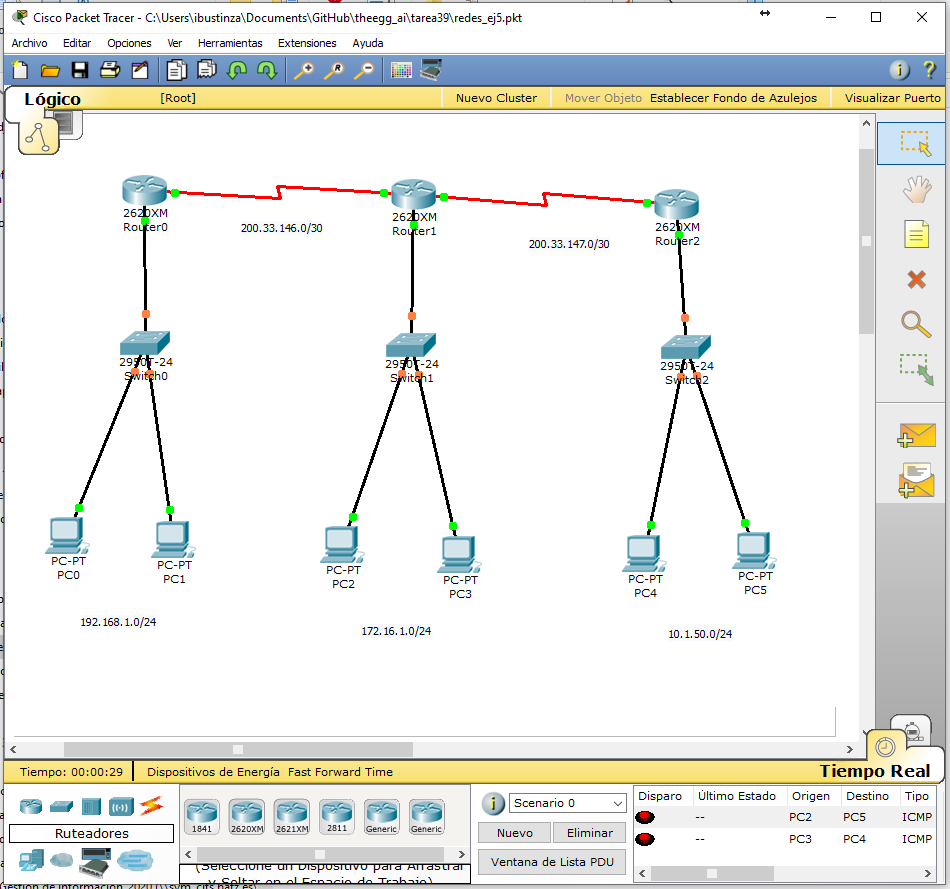 Cisco Packet Tracer - C:\Users\ibustinza\Documents\GitHub\theegg_ai\tarea39\redes_ej5.pkt
Archivo Editar Opciones Ver Herramientas Extensiones Ayuda
Lógico [Root] Nuevo Cluster Mover Objeto Establecer Fondo de Azulejos Visualizar Puerto
2620XM
Router0
200.33.146.0/30
2620XM
Router1
200.33.147.0/30
2620XM
Router2
2950T-24
Switch0
2950T-24
Switch1
2950T-24
Switch2
PC-PT
PC0
PC-PT
PC1
PC-PT
PC2
PC-PT
PC3
PC-PT
PC4
PC-PT
PC5
192.168.1.0/24
172.16.1.0/24
10.1.50.0/24
Tiempo: 00:00:29 Dispositivos de Energía Fast Forward Time
Tiempo Real
Ruteadores
1841 2620XM 2621XM 2811 Generic Generic
(Seleccione un Dispositivo para Arrastrar
y Soltar en el Espacio de Trabajo)
Scenario 0
Nuevo Eliminar
Ventana de Lista PDU
Disparo Último Estado Origen Destino Tipo
-- PC2 PC5 ICMP
-- PC3 PC4 ICMP